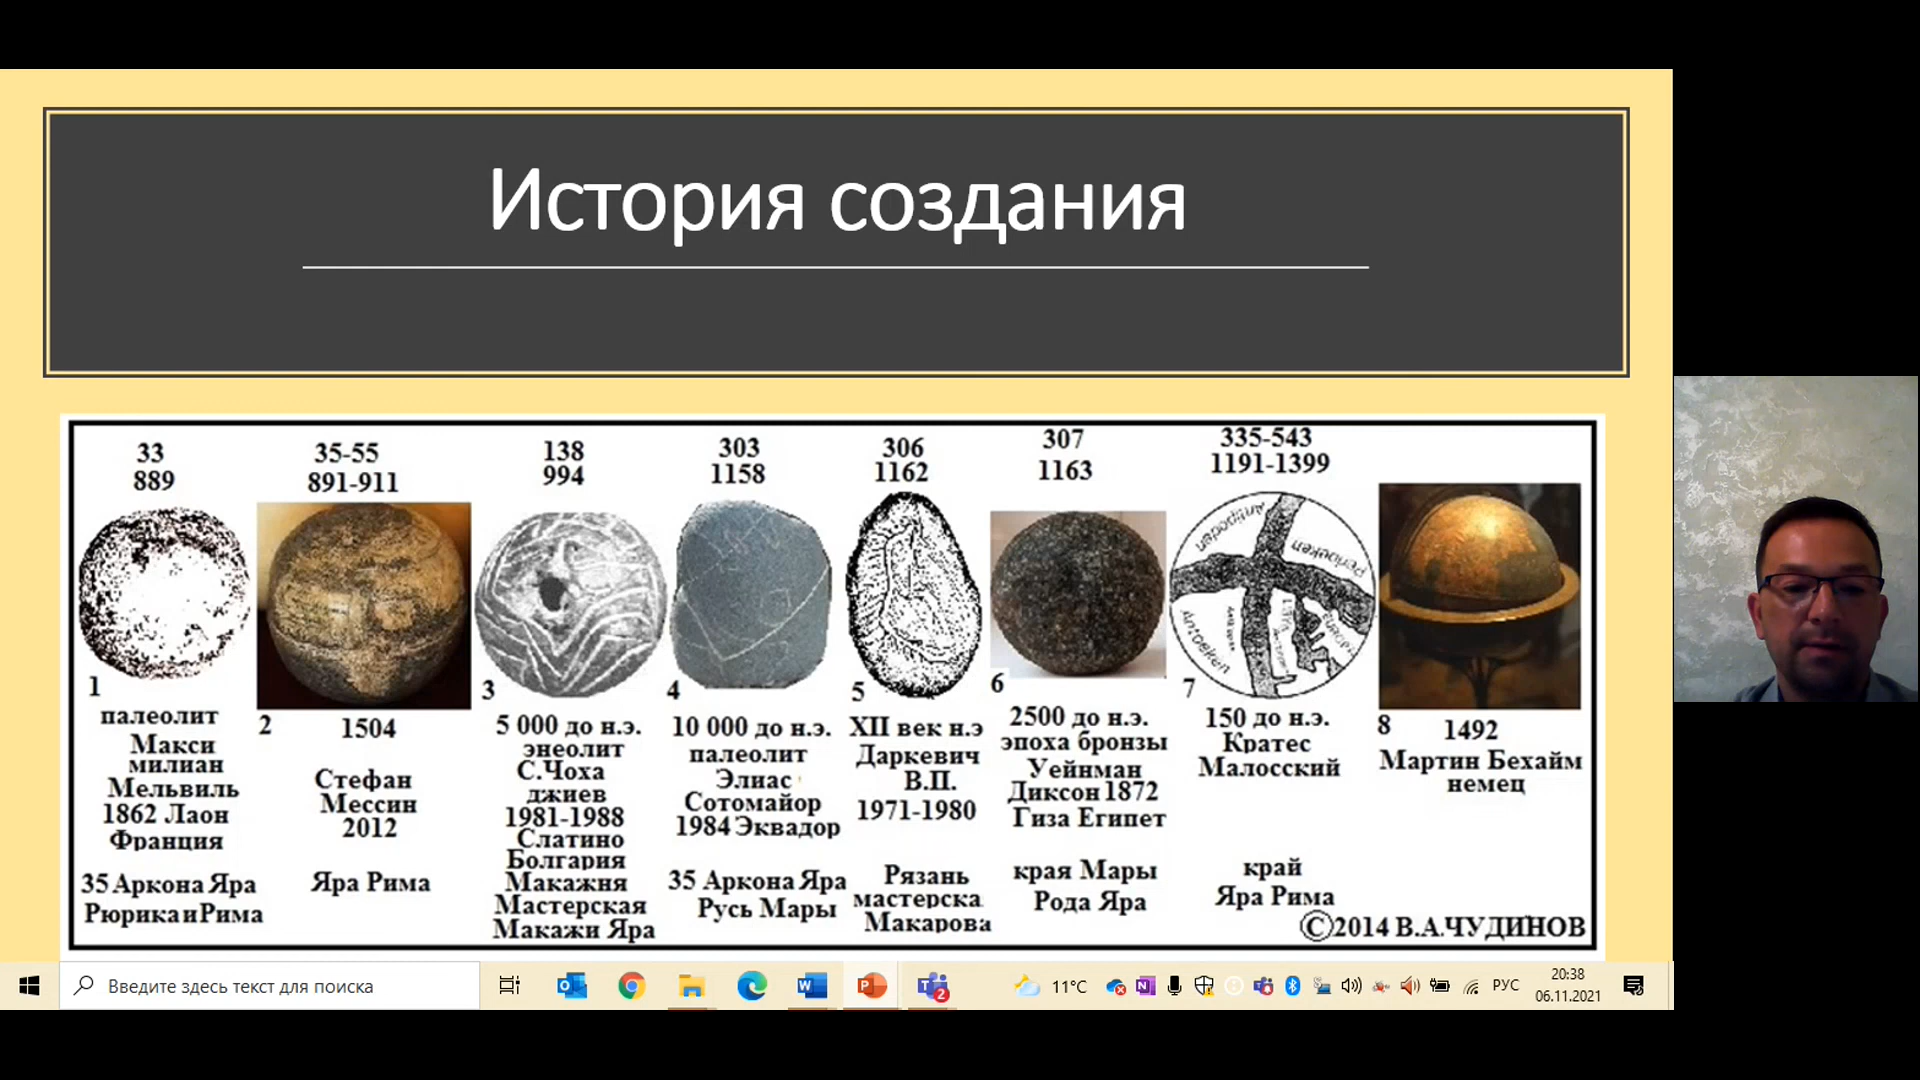 История создания
33
889
35-55
891-911
138
994
303
1158
306
1162
307
1163
335-543
1191-1399
Antipoden
Perioeken
Antoeken
1
палеолит
Макси
милиан
Мельвиль
1862 Лаон
Франция
35 Аркона Яра
Рюрика и Рима
2
1504
Стефан
Мессин
2012
Яра Рима
3
5 000 до н.э.
энеолит
С.Чоха
джиев
1981-1988
Слатино
Болгария
Макажня
Мастерская
Макажи Яра
4
10 000 до н.э.
палеолит
Элиас
Сотомайор
1984 Эквадор
35 Аркона Яра
Русь Мары
5
XII век н.э
Даркевич
В.П.
1971-1980
Рязань
мастерска
Макарова
6
2500 до н.э.
эпоха бронзы
Уейнман
Диксон 1872
Гиза Египет
края Мары
Рода Яра
7
150 до н.э.
Кратес
Малосский
край
Яра Рима
8
1492
Мартин Бехайм
немец
©2014 В.А.ЧУДИНОВ
Введите здесь текст для поиска
2
11°C
РУС
20:38
06.11.2021